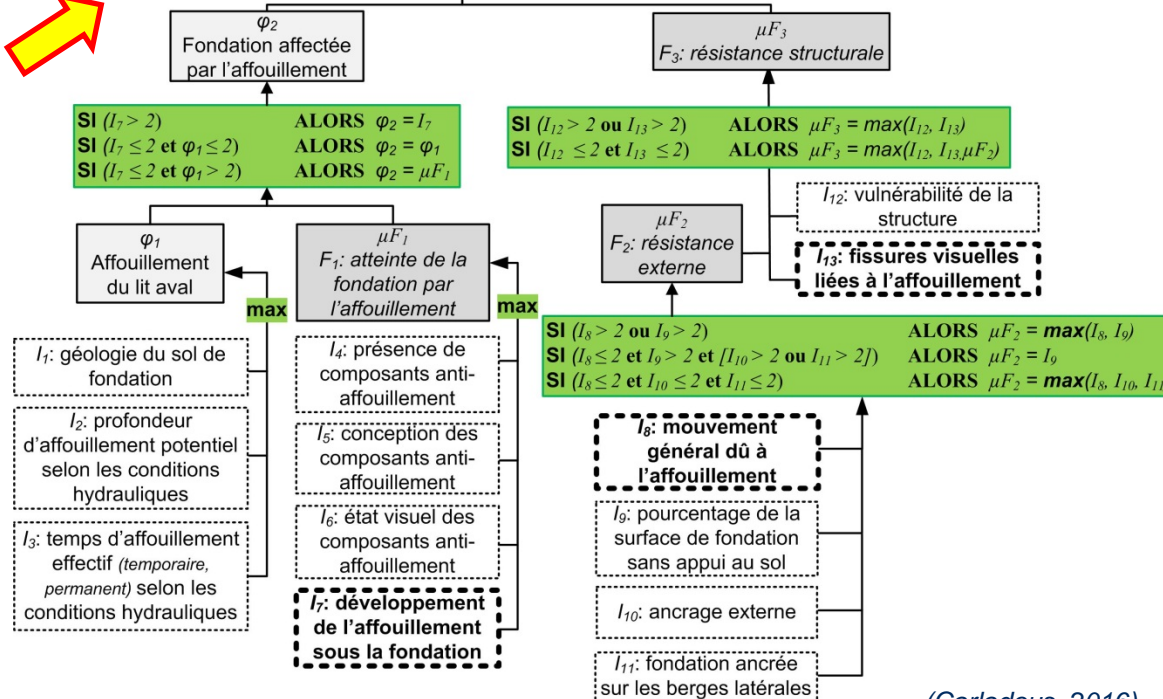 φ₂
Fondation affectée
par l'affouillement
μF₃
F₃: résistance structurale
SI (I₇ > 2) ALORS φ₂ = I₇
SI (I₇ ≤ 2 et φ₁ ≤ 2) ALORS φ₂ = φ₁
SI (I₇ ≤ 2 et φ₁ > 2) ALORS φ₂ = μF₁
SI (I₁₂ > 2 ou I₁₃ > 2) ALORS μF₃ = max(I₁₂, I₁₃)
SI (I₁₂ ≤ 2 et I₁₃ ≤ 2) ALORS μF₃ = max(I₁₂, I₁₃,μF₂)
φ₁
Affouillement
du lit aval
max
μF₁
F₁: atteinte de la
fondation par
l'affouillement
max
μF₂
F₂: résistance
externe
I₁₂: vulnérabilité de la
structure
I₁₃: fissures visuelles
liées à l'affouillement
SI (I₈ > 2 ou I₉ > 2) ALORS μF₂ = max(I₈, I₉)
SI (I₈ ≤ 2 et I₉ > 2 et [I₁₀ > 2 ou I₁₁ > 2]) ALORS μF₂ = I₉
SI (I₈ ≤ 2 et I₁₀ ≤ 2 et I₁₁ ≤ 2) ALORS μF₂ = max(I₈, I₁₀, I₁₁
I₁: géologie du sol de
fondation
I₂: profondeur
d'affouillement potentiel
selon les conditions
hydrauliques
I₃: temps d'affouillement
effectif (temporaire,
permanent) selon les
conditions hydrauliques
I₄: présence de
composants anti-
affouillement
I₅: conception des
composants anti-
affouillement
I₆: état visuel des
composants anti-
affouillement
I₇: développement
de l'affouillement
sous la fondation
I₈: mouvement
général dû à
l'affouillement
I₉: pourcentage de la
surface de fondation
sans appui au sol
I₁₀: ancrage externe
I₁₁: fondation ancrée
sur les berges latérales
2016)